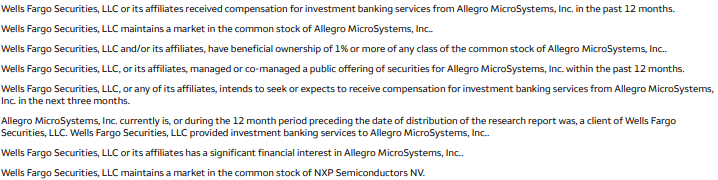 Wells Fargo Securities, LLC or its affiliates received compensation for investment banking services from Allegro MicroSystems, Inc. in the past 12 months.
Wells Fargo Securities, LLC maintains a market in the common stock of Allegro MicroSystems, Inc..
Wells Fargo Securities, LLC and/or its affiliates, have beneficial ownership of 1% or more of any class of the common stock of Allegro MicroSystems, Inc..
Wells Fargo Securities, LLC, or its affiliates, managed or co-managed a public offering of securities for Allegro MicroSystems, Inc. within the past 12 months.
Wells Fargo Securities, LLC, or any of its affiliates, intends to seek or expects to receive compensation for investment banking services from Allegro MicroSystems,
Inc. in the next three months.
Allegro MicroSystems, Inc. currently is, or during the 12 month period preceding the date of distribution of the research report was, a client of Wells Fargo
Securities, LLC. Wells Fargo Securities, LLC provided investment banking services to Allegro MicroSystems, Inc..
Wells Fargo Securities, LLC or its affiliates has a significant financial interest in Allegro MicroSystems, Inc..
Wells Fargo Securities, LLC maintains a market in the common stock of NXP Semiconductors NV.